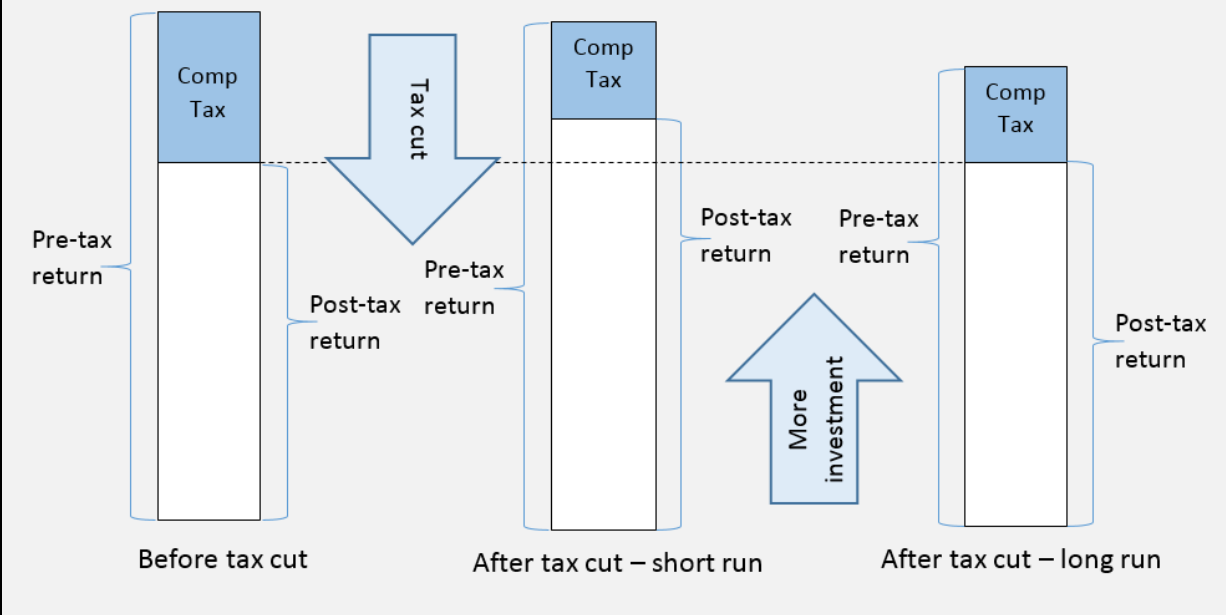 Comp
Tax
Pre-tax
return
Post-tax
return
Before tax cut
Tax cut
Comp
Tax
Pre-tax
return
Post-tax
return
After tax cut – short run
More
investment
Comp
Tax
Pre-tax
return
Post-tax
return
After tax cut – long run